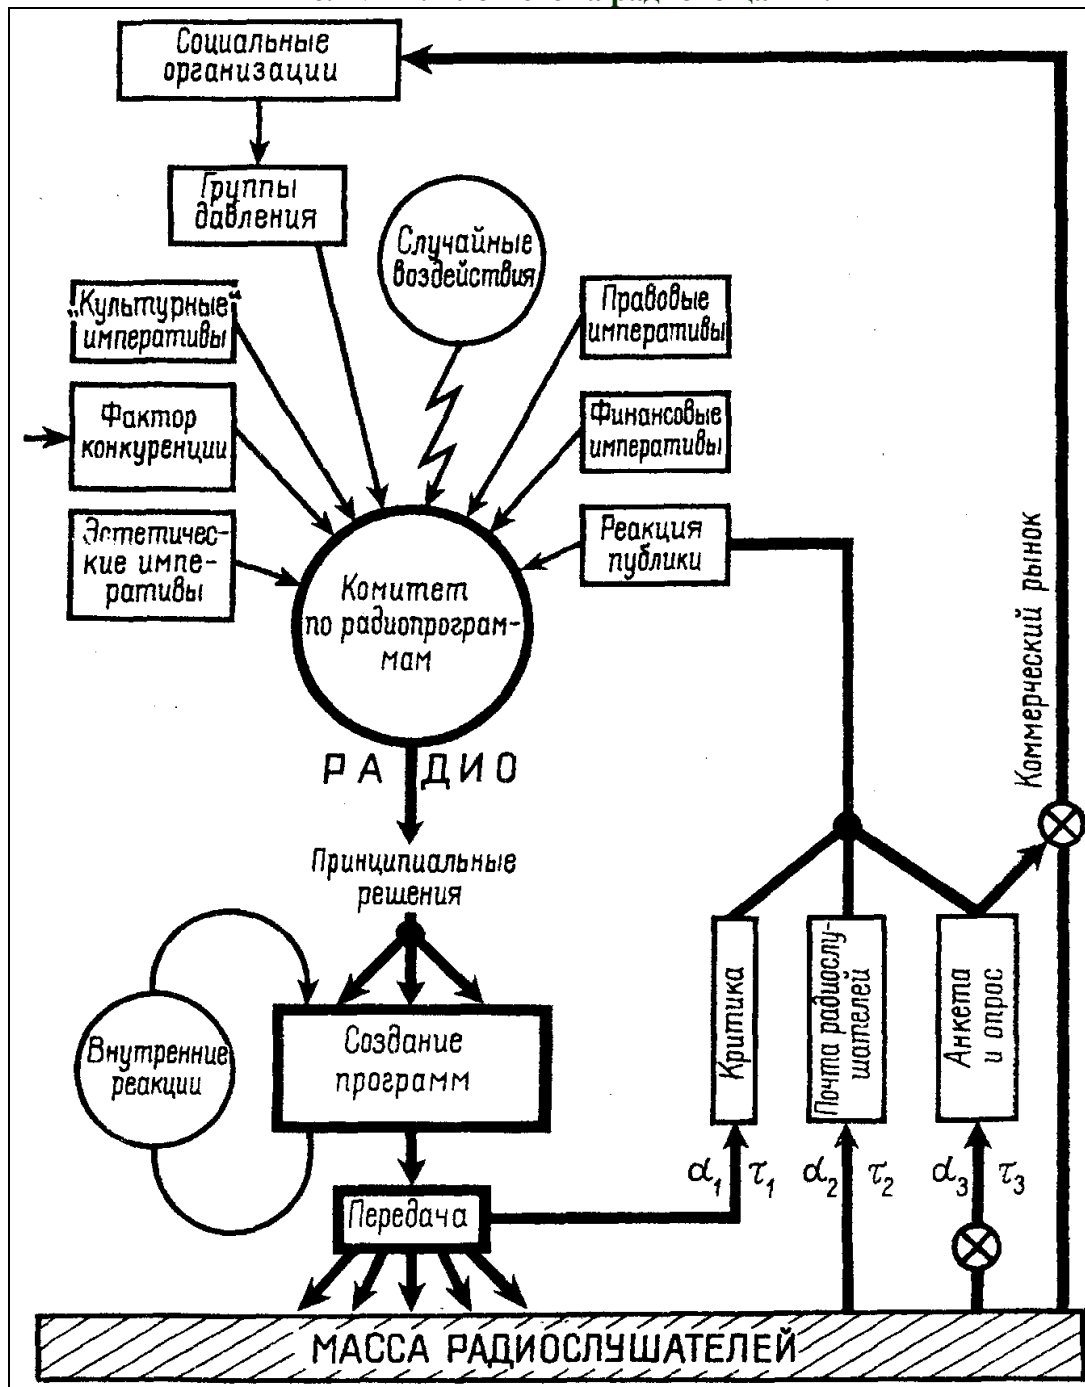 Социальные
организации
Группы
давления
Случайные
воздействия
„Культурные“
императивы
Правовые
императивы
Фактор
конкуренции
Финансовые
императивы
Эстетичес-
кие импе-
ративы
Реакция
публики
Комитет
по радиопрограм-
мам
Коммерческий рынок
РАДИО
Принципиальные
решения
Внутренние
реакции
Создание
программ
Критика
Почта радиослу-
шателей
Анкета
и опрос
α₁ τ₁
α₂ τ₂
α₃ τ₃
Передача
МАССА РАДИОСЛУШАТЕЛЕЙ